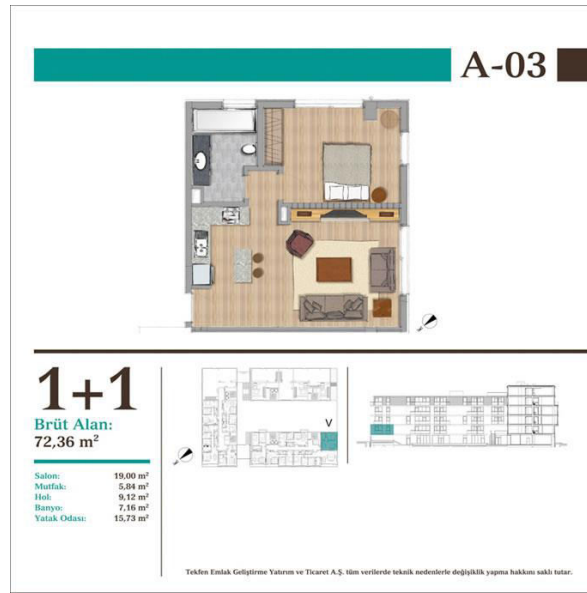 A-03
1+1
Brüt Alan:
72,36 m²
Salon: 19,00 m²
Mutfak: 5,84 m²
Hol: 9,12 m²
Banyo: 7,16 m²
Yatak Odası: 15,73 m²
V
Tekfen Emlak Geliştirme Yatırım ve Ticaret A.Ş. tüm verilerde teknik nedenlerle değişiklik yapma hakkını saklı tutar.